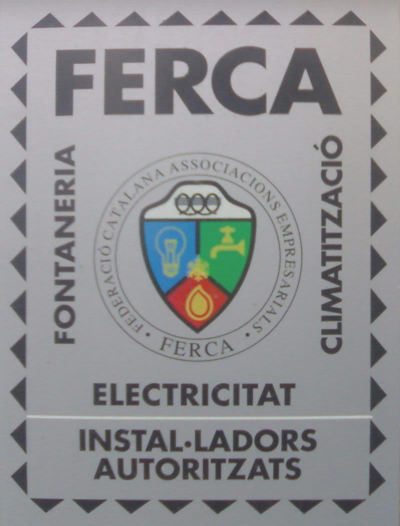 FERCA
FONTANERIA
FEDERACIÓ CATALANA ASSOCIACIONS EMPRESARIALS
• FERCA •
CLIMATITZACIÓ
ELECTRICITAT
INSTAL·LADORS
AUTORITZATS